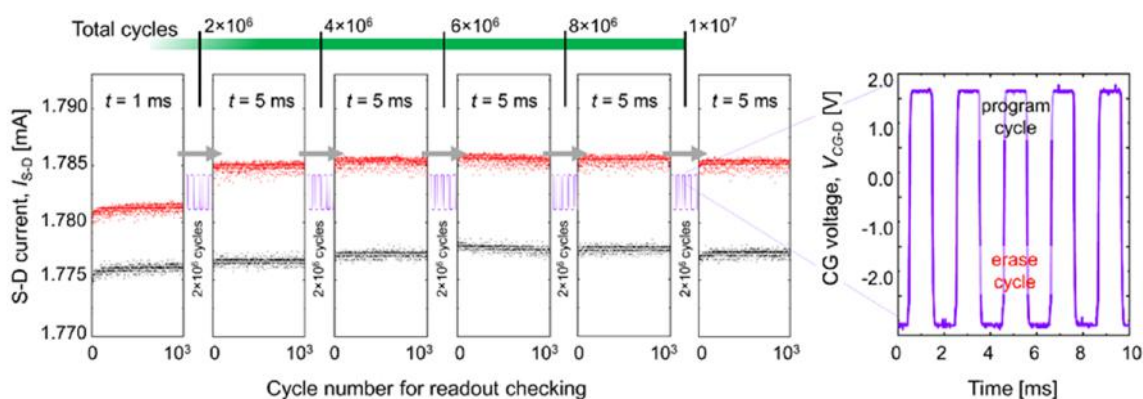 Total cycles
2×10⁶
4×10⁶
6×10⁶
8×10⁶
1×10⁷
S-D current, I_S-D [mA]
1.790
1.785
1.780
1.775
1.770
t = 1 ms
t = 5 ms
t = 5 ms
t = 5 ms
t = 5 ms
t = 5 ms
2×10⁶ cycles
2×10⁶ cycles
2×10⁶ cycles
2×10⁶ cycles
2×10⁶ cycles
0 10³
0 10³
0 10³
0 10³
0 10³
0 10³
Cycle number for readout checking
CG voltage, V_CG-D [V]
2.0
1.0
0.0
-1.0
-2.0
program
cycle
erase
cycle
0 2 4 6 8 10
Time [ms]